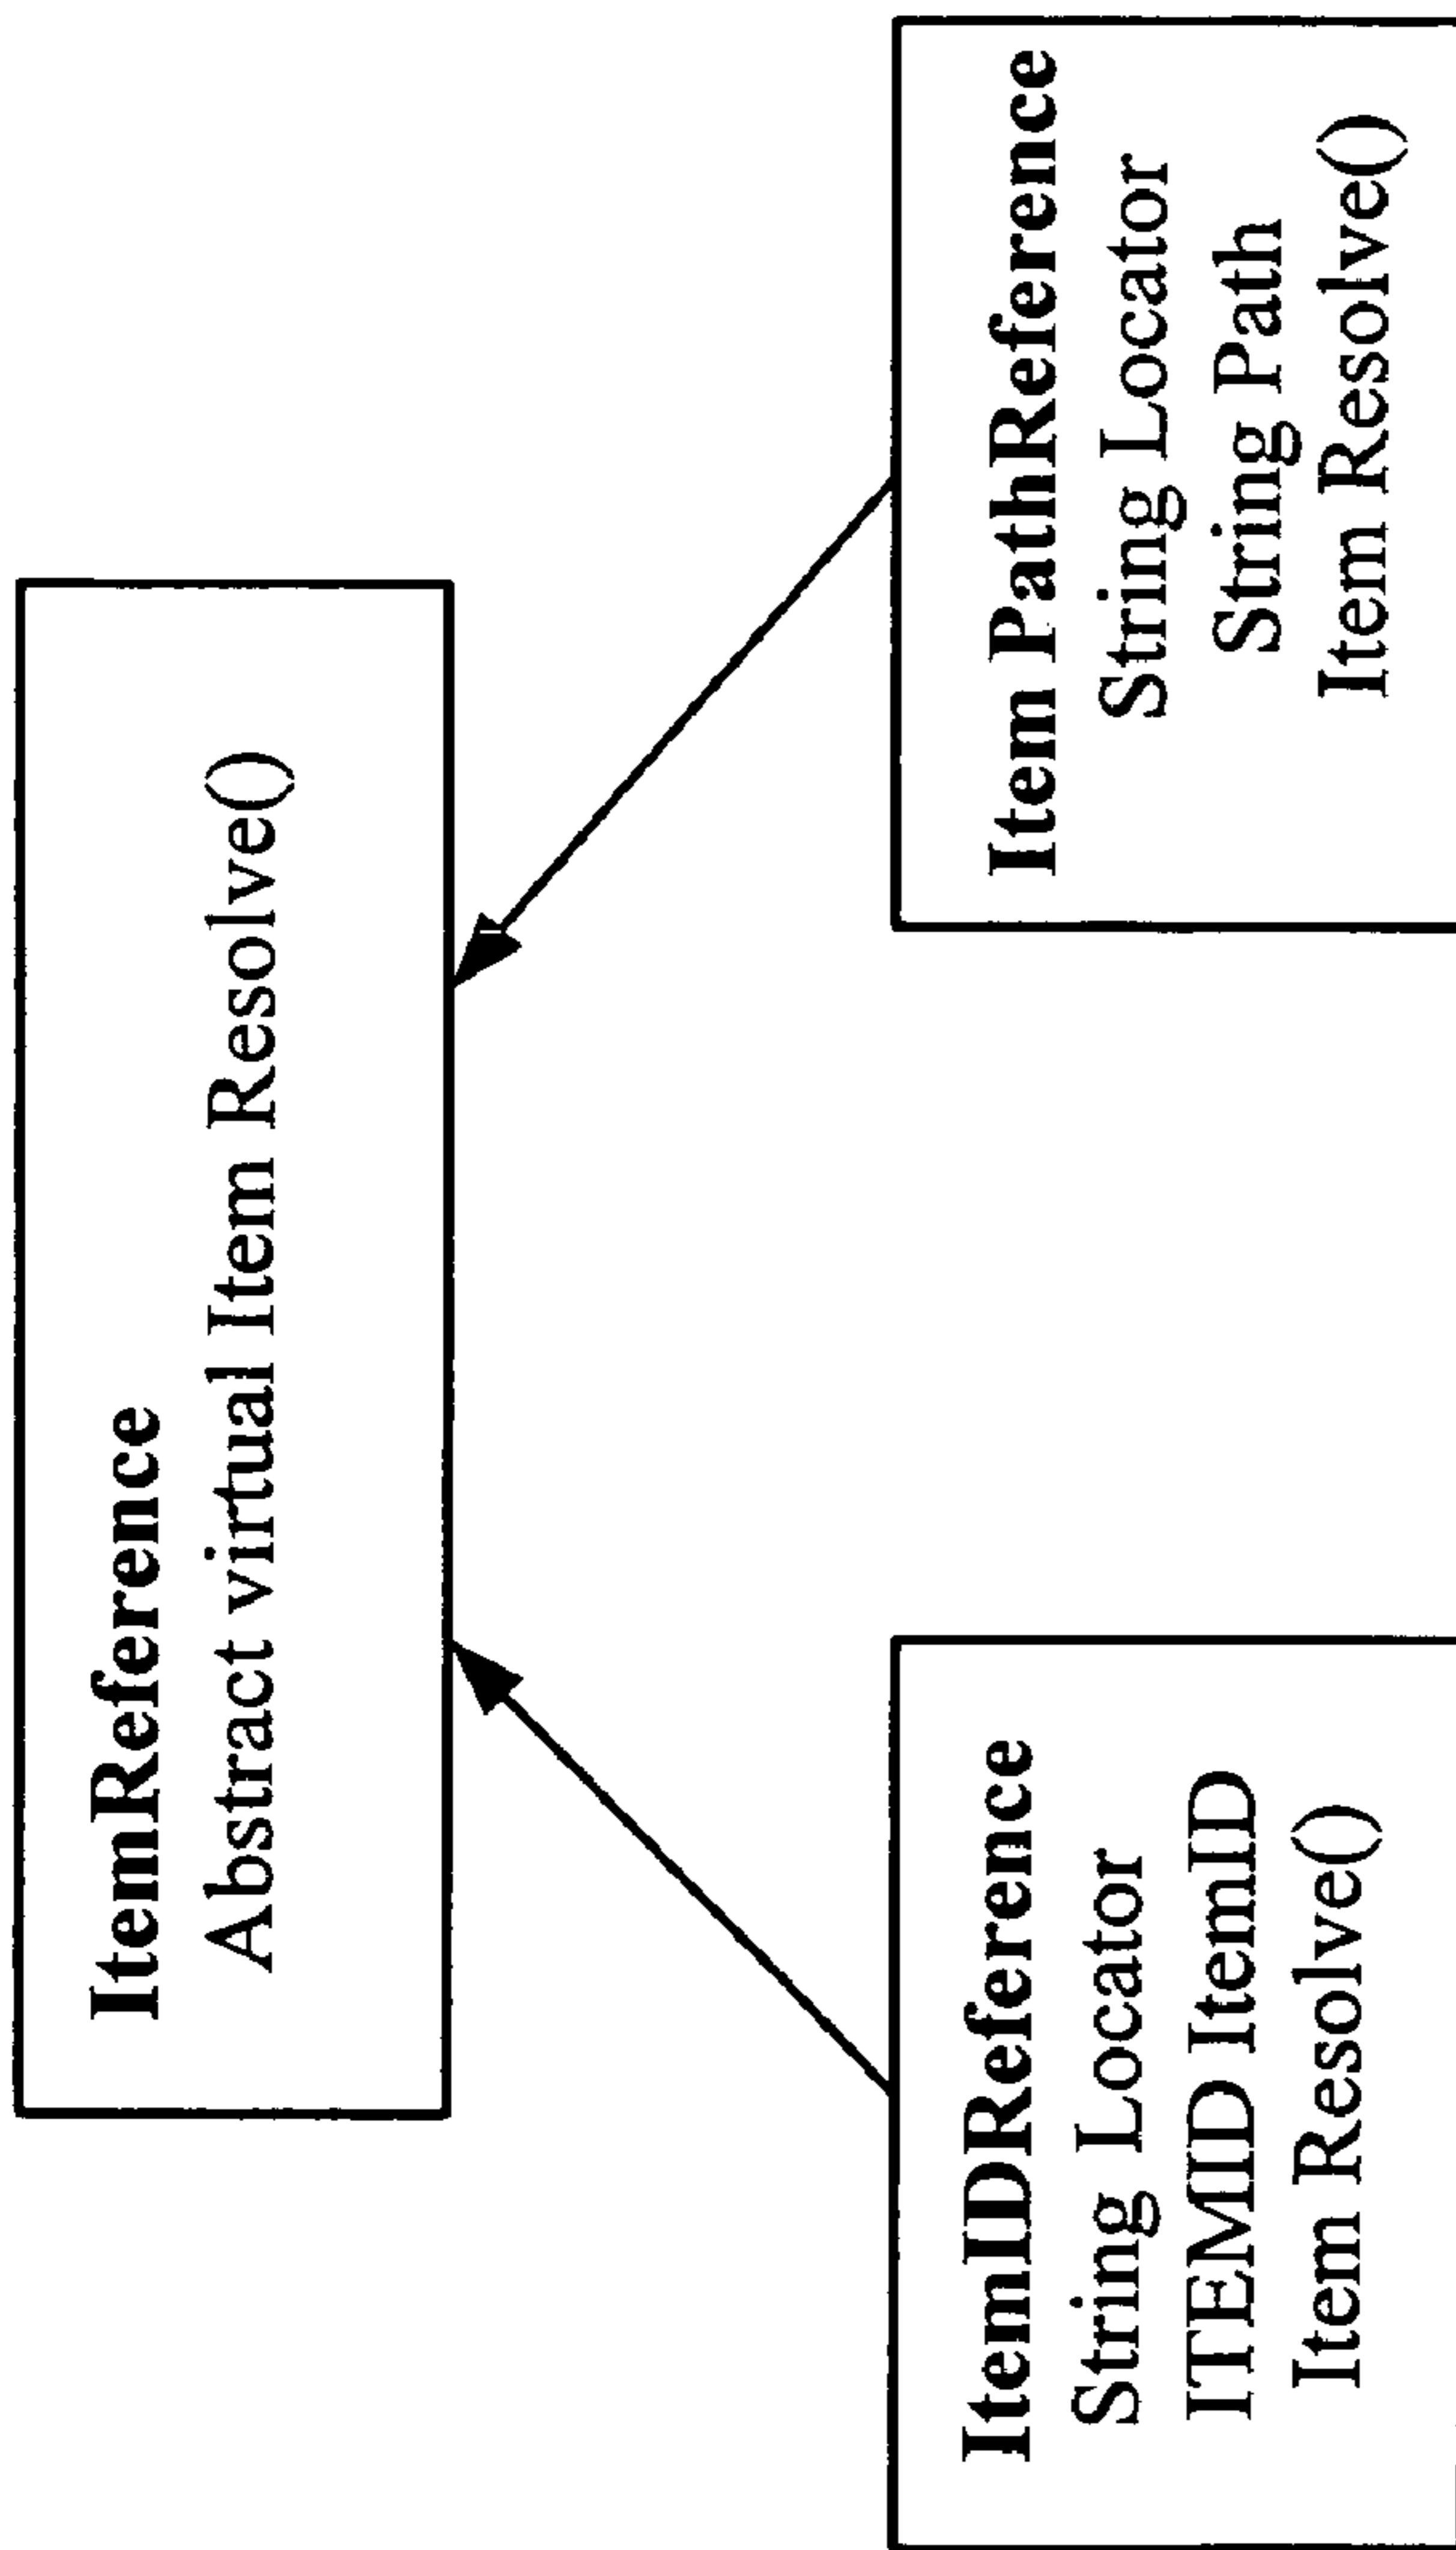 ItemReference
Abstract virtual Item Resolve()
ItemIDReference
String Locator
ITEMID ItemID
Item Resolve()
Item PathReference
String Locator
String Path
Item Resolve()